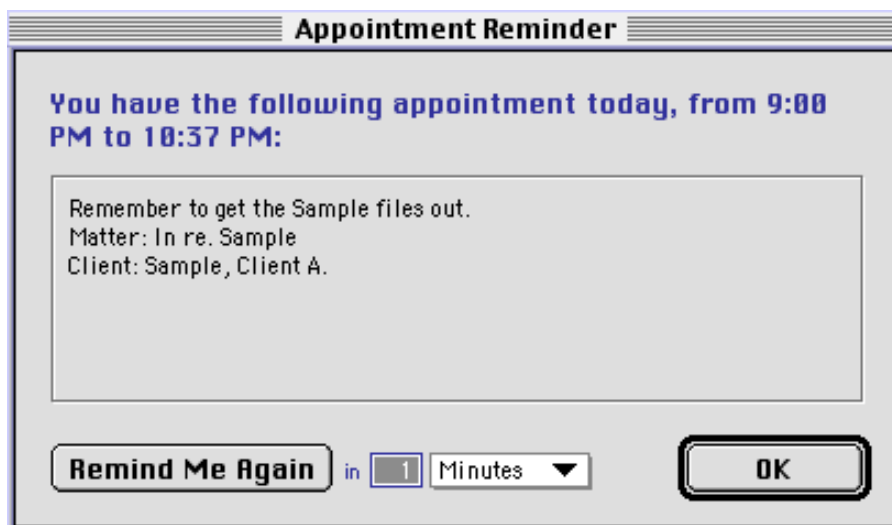 Appointment Reminder
You have the following appointment today, from 9:00
PM to 10:37 PM:
Remember to get the Sample files out.
Matter: In re. Sample
Client: Sample, Client A.
Remind Me Again in 1 Minutes OK